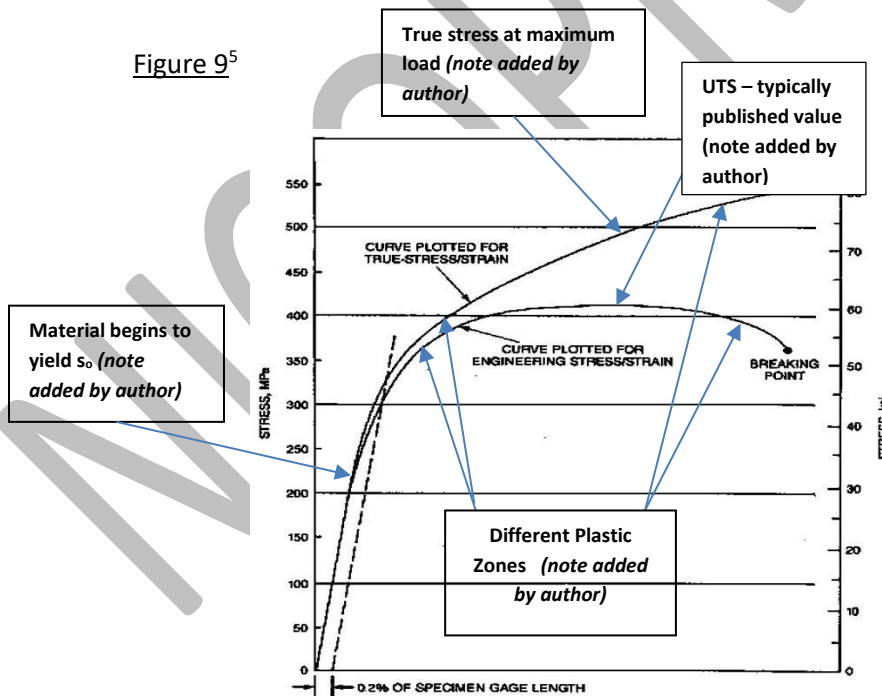 Figure 9⁵
True stress at maximum
load (note added by
author)
UTS – typically
published value
(note added by
author)
Material begins to
yield s₀ (note
added by author)
CURVE PLOTTED FOR
TRUE-STRESS/STRAIN
CURVE PLOTTED FOR
ENGINEERING STRESS/STRAIN
BREAKING
POINT
Different Plastic
Zones (note added
by author)
STRESS, MPa
550
500
450
400
350
300
250
200
150
100
50
0
70
60
50
40
30
20
10
0
0.2% OF SPECIMEN GAGE LENGTH